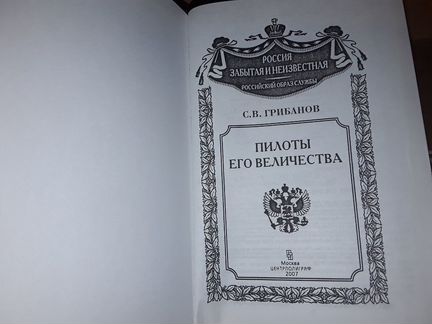 РОССИЯ
ЗАБЫТАЯ И НЕИЗВЕСТНАЯ
РОССИЙСКИЙ ОБРАЗ СЛУЖБЫ
С.В. ГРИБАНОВ
ПИЛОТЫ
ЕГО ВЕЛИЧЕСТВА
Москва
ЦЕНТРПОЛИГРАФ
2007